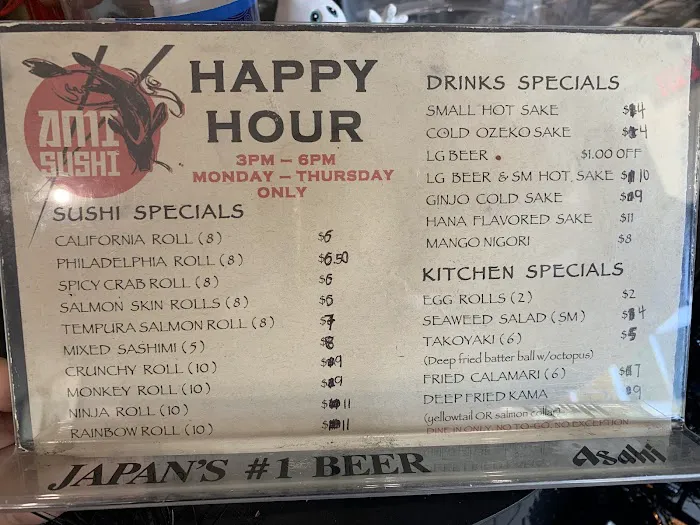 AMI
SUSHI
HAPPY
HOUR
3PM – 6PM
MONDAY – THURSDAY
ONLY
SUSHI SPECIALS
CALIFORNIA ROLL (8) $6
PHILADELPHIA ROLL (8) $6.50
SPICY CRAB ROLL (8) $6
SALMON SKIN ROLLS (8) $6
TEMPURA SALMON ROLL (8) $7
MIXED SASHIMI (5) $8
CRUNCHY ROLL (10) $9
MONKEY ROLL (10) $9
NINJA ROLL (10) $11
RAINBOW ROLL (10) $11
DRINKS SPECIALS
SMALL HOT SAKE $4
COLD OZEKO SAKE $4
LG BEER $1.00 OFF
LG BEER & SM HOT SAKE $10
GINJO COLD SAKE $9
HANA FLAVORED SAKE $11
MANGO NIGORI $8
KITCHEN SPECIALS
EGG ROLLS (2) $2
SEAWEED SALAD (SM) $4
TAKOYAKI (6) $5
(Deep fried batter ball w/octopus)
FRIED CALAMARI (6) $7
DEEP FRIED KAMA 9
(yellowtail OR salmon collar)
DINE IN ONLY, NO TO-GO, NO EXCEPTION
JAPAN'S #1 BEER
Asahi